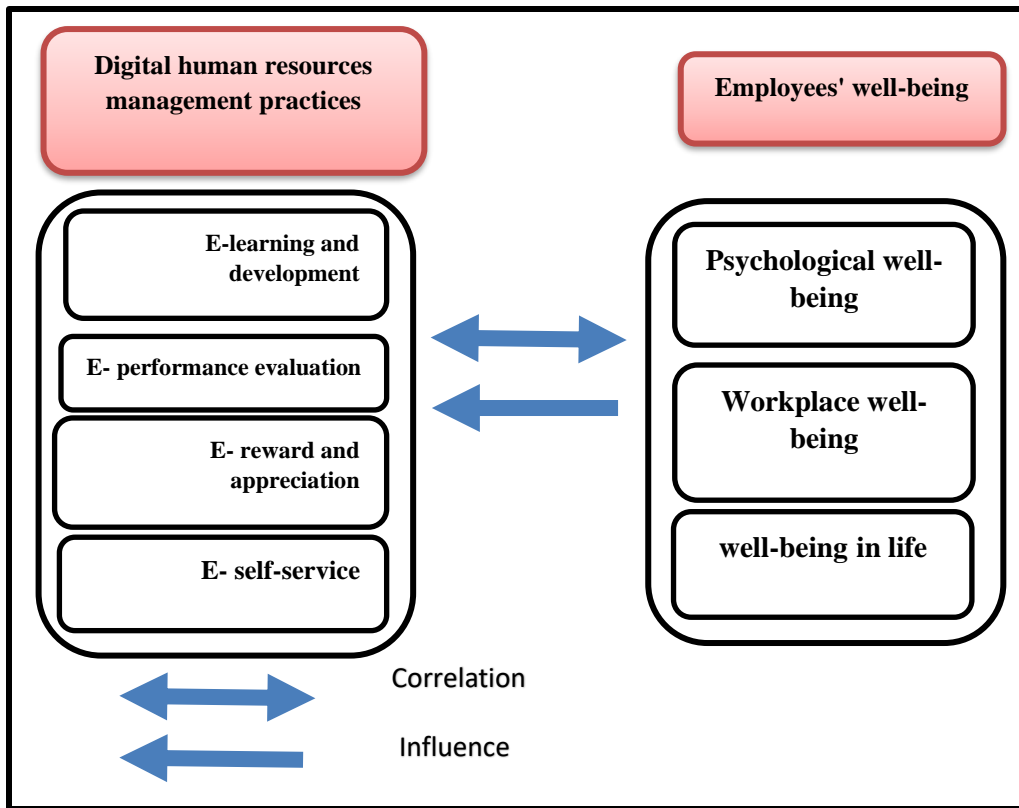 Digital human resources
management practices
Employees' well-being
E-learning and
development
E- performance evaluation
E- reward and
appreciation
E- self-service
Psychological well-
being
Workplace well-
being
well-being in life
Correlation
Influence